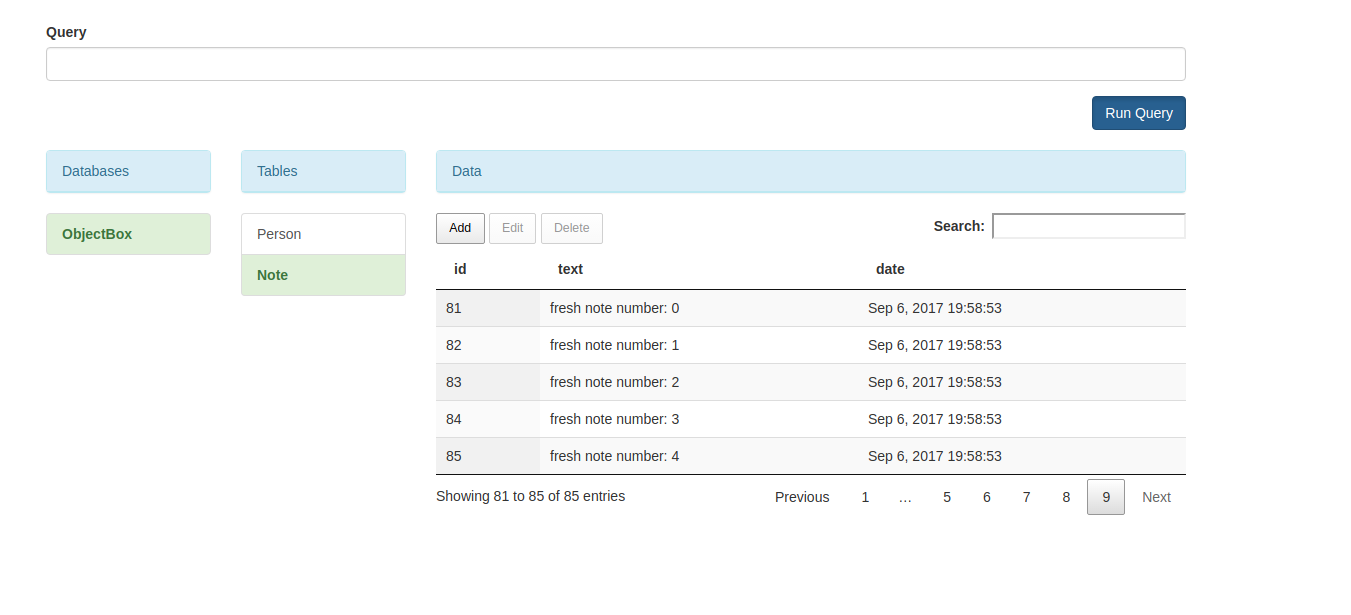 Query
Run Query
Databases
Tables
Data
ObjectBox
Person
Note
Add Edit Delete Search:
id text date
81 fresh note number: 0 Sep 6, 2017 19:58:53
82 fresh note number: 1 Sep 6, 2017 19:58:53
83 fresh note number: 2 Sep 6, 2017 19:58:53
84 fresh note number: 3 Sep 6, 2017 19:58:53
85 fresh note number: 4 Sep 6, 2017 19:58:53
Showing 81 to 85 of 85 entries Previous 1 … 5 6 7 8 9 Next